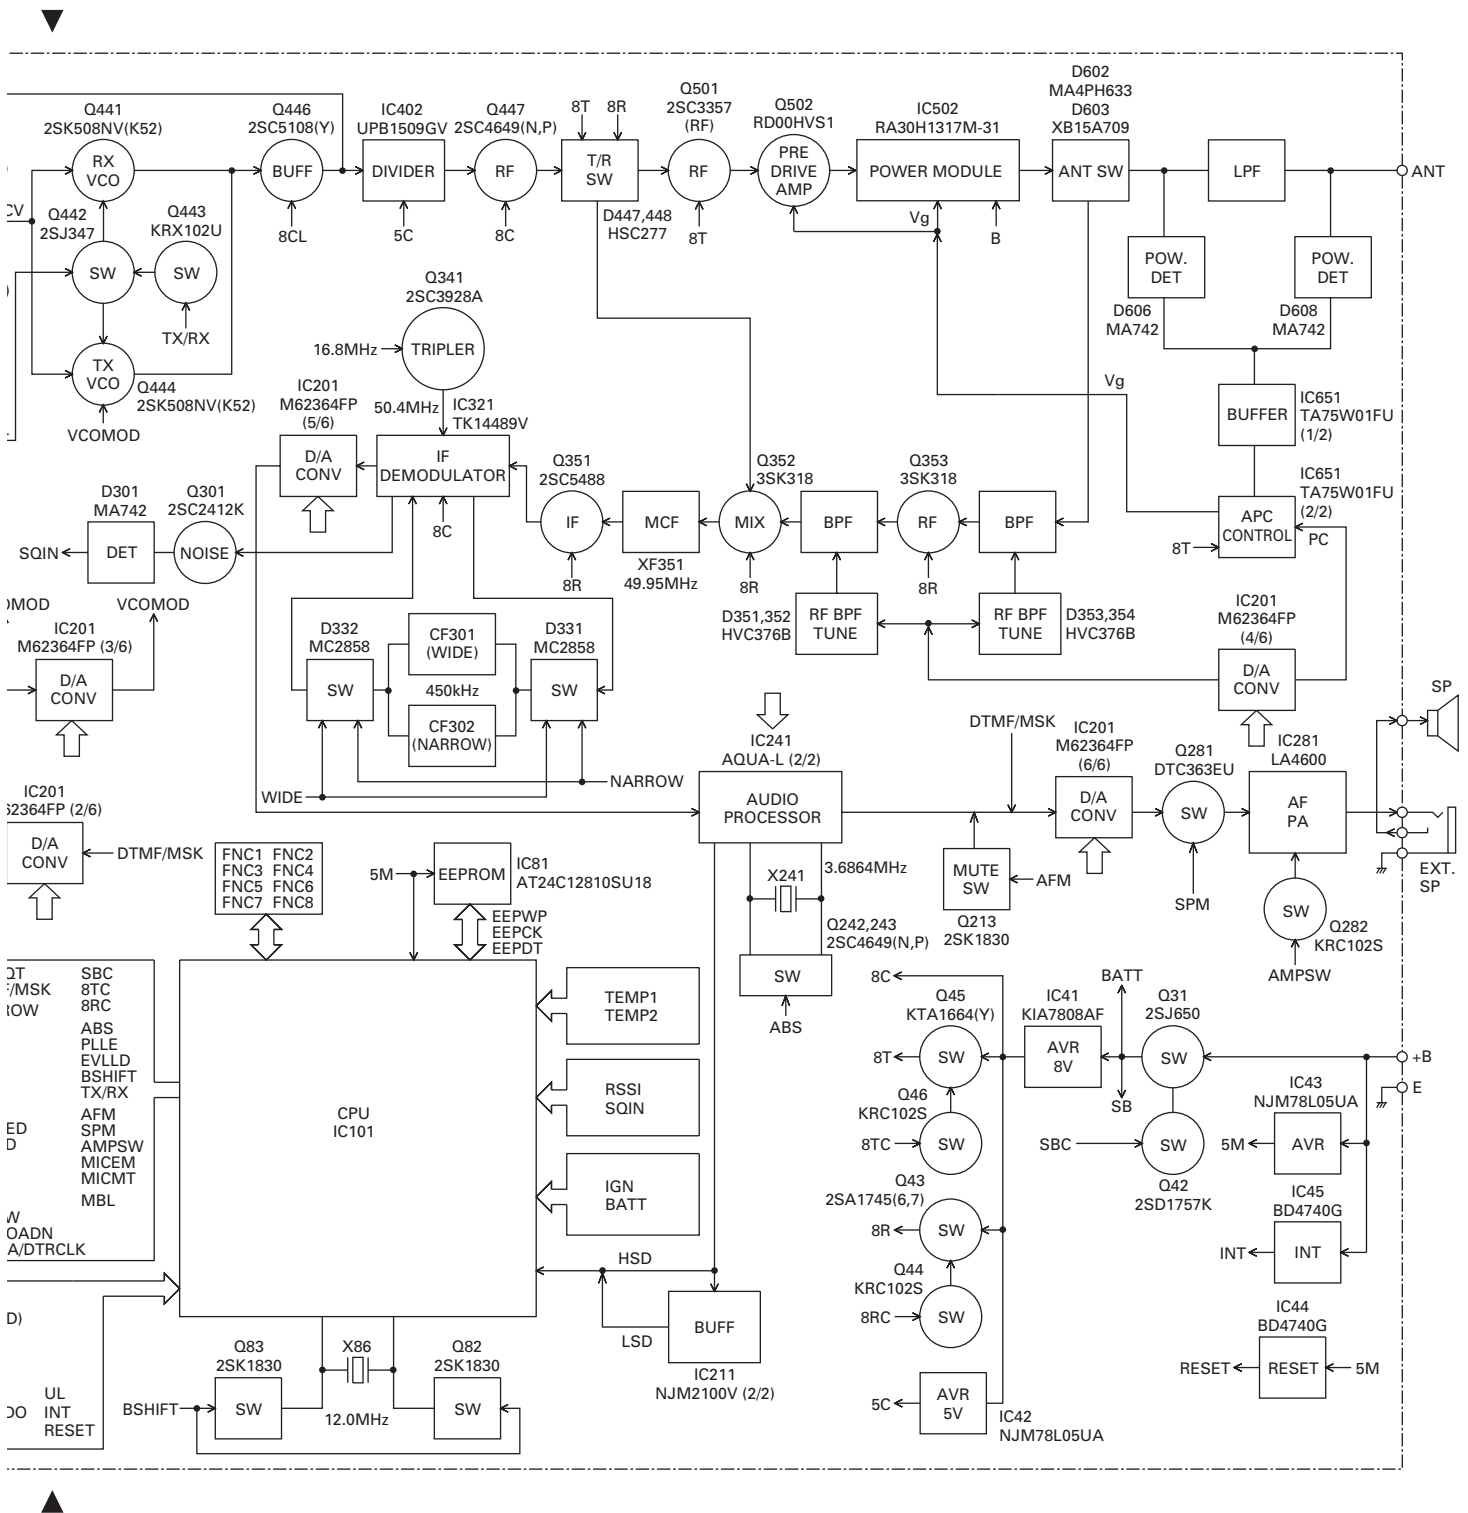 D602
MA4PH633
D603
XB15A709
Q441
2SK508NV(K52)
Q446
2SC5108(Y)
IC402
UPB1509GV
Q447
2SC4649(N,P)
8T
8R
Q501
2SC3357
(RF)
Q502
RD00HVS1
IC502
RA30H1317M-31
RX
VCO
BUFF
DIVIDER
RF
T/R
SW
RF
PRE
DRIVE
AMP
POWER MODULE
ANT SW
LPF
ANT
CV
Q442
2SJ347
Q443
KRX102U
8CL
5C
8C
D447,448
HSC277
8T
Vg
B
SW
SW
POW.
DET
POW.
DET
Q341
2SC3928A
D606
MA742
D608
MA742
TX/RX
16.8MHz
TRIPLER
TX
VCO
Q444
2SK508NV(K52)
VCOMOD
IC201
M62364FP
(5/6)
50.4MHz
IC321
TK14489V
Vg
BUFFER
IC651
TA75W01FU
(1/2)
D/A
CONV
IF
DEMODULATOR
Q351
2SC5488
Q352
3SK318
Q353
3SK318
IC651
TA75W01FU
(2/2)
D301
MA742
Q301
2SC2412K
8C
IF
MCF
MIX
BPF
RF
BPF
APC
CONTROL
PC
8T
SQIN
DET
NOISE
8R
XF351
49.95MHz
8R
8R
OMOD
VCOMOD
IC201
M62364FP (3/6)
D/A
CONV
D351,352
HVC376B
RF BPF
TUNE
RF BPF
TUNE
D353,354
HVC376B
IC201
M62364FP
(4/6)
D/A
CONV
D332
MC2858
CF301
(WIDE)
D331
MC2858
SW
450kHz
SW
CF302
(NARROW)
SP
WIDE
NARROW
IC241
AQUA-L (2/2)
AUDIO
PROCESSOR
DTMF/MSK
IC201
M62364FP
(6/6)
D/A
CONV
Q281
DTC363EU
SW
IC281
LA4600
AF
PA
IC201
62364FP (2/6)
D/A
CONV
DTMF/MSK
FNC1 FNC2
FNC3 FNC4
FNC5 FNC6
FNC7 FNC8
5M
EEPROM
IC81
AT24C12810SU18
EEPWP
EEPCK
EEPDT
3.6864MHz
X241
MUTE
SW
AFM
Q213
2SK1830
SPM
EXT.
SP
SW
Q282
KRC102S
AMPSW
Q242,243
2SC4649(N,P)
SW
ABS
QT
F/MSK
ROW
SBC
8TC
8RC
ABS
PLLE
EVLLD
BSHIFT
TX/RX
AFM
SPM
AMPSW
MICEM
MICMT
MBL
ED
D
W
OADN
A/DTRCLK
CPU
IC101
TEMP1
TEMP2
RSSI
SQIN
IGN
BATT
8C
Q45
KTA1664(Y)
IC41
KIA7808AF
BATT
Q31
2SJ650
8T
SW
AVR
8V
SW
+B
SB
E
Q46
KRC102S
8TC
SW
SBC
SW
Q42
2SD1757K
IC43
NJM78L05UA
5M
AVR
Q43
2SA1745(6,7)
8R
SW
IC45
BD4740G
INT
INT
HSD
Q44
KRC102S
8RC
SW
LSD
BUFF
IC211
NJM2100V (2/2)
IC44
BD4740G
RESET
RESET
5M
D)
Q83
2SK1830
X86
Q82
2SK1830
UL
DO INT
RESET
BSHIFT
SW
12.0MHz
SW
5C
AVR
5V
IC42
NJM78L05UA